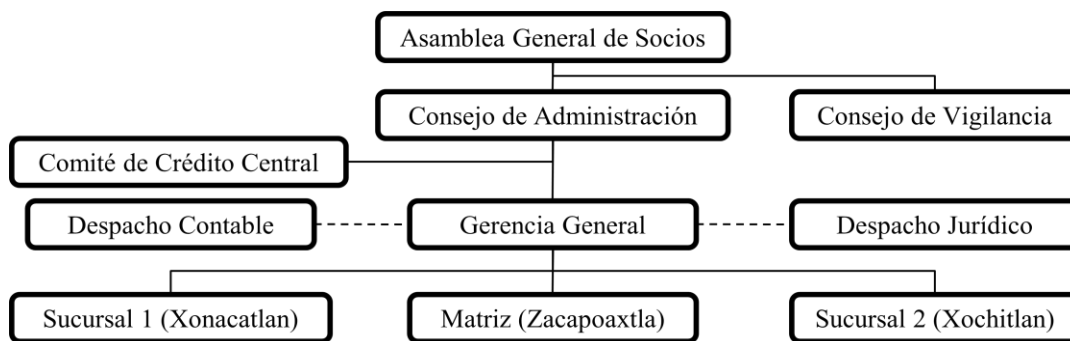 Asamblea General de Socios
Consejo de Administración
Consejo de Vigilancia
Comité de Crédito Central
Despacho Contable
Gerencia General
Despacho Jurídico
Sucursal 1 (Xonacatlan)
Matriz (Zacapoaxtla)
Sucursal 2 (Xochitlan)